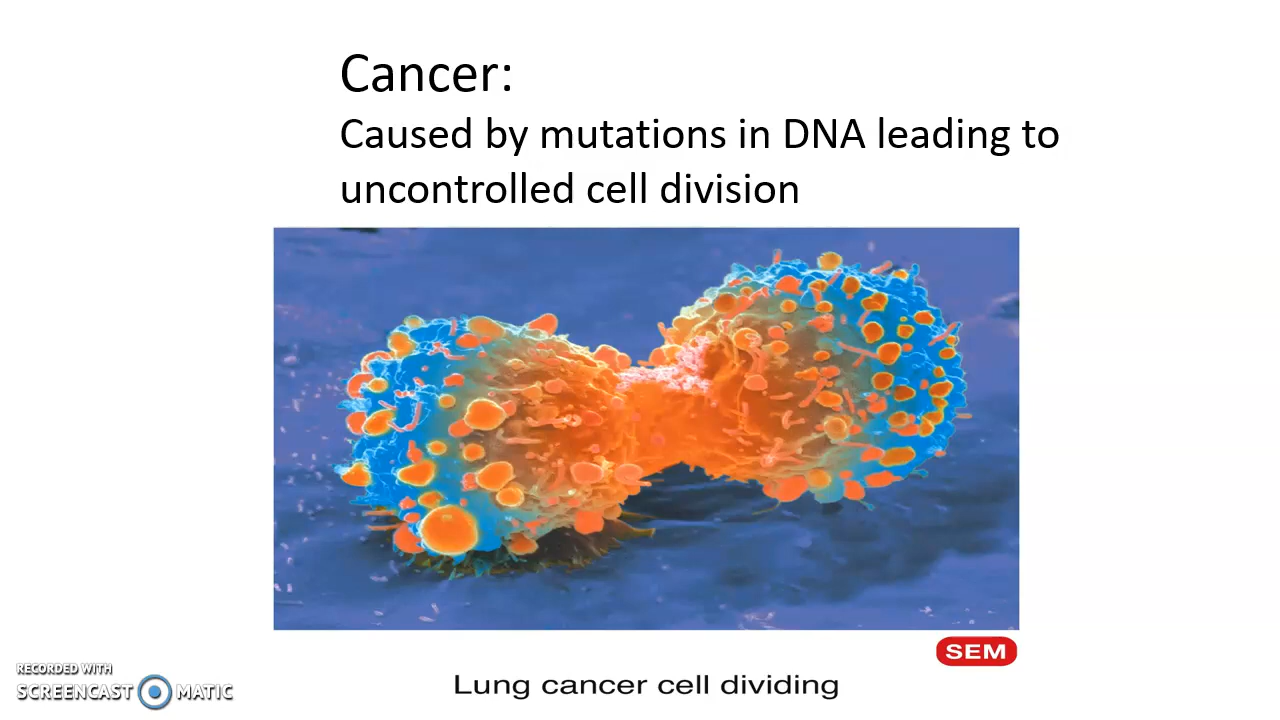 Cancer:
Caused by mutations in DNA leading to
uncontrolled cell division
SEM
Lung cancer cell dividing
RECORDED WITH
SCREENCAST MATIC